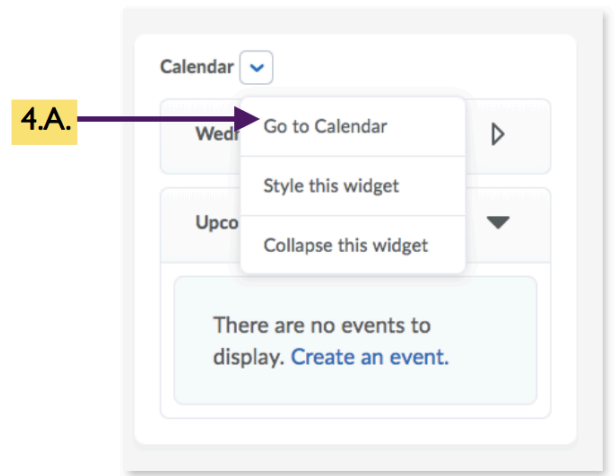 Calendar
4.A.
Go to Calendar
Style this widget
Upco
Collapse this widget
There are no events to
display. Create an event.